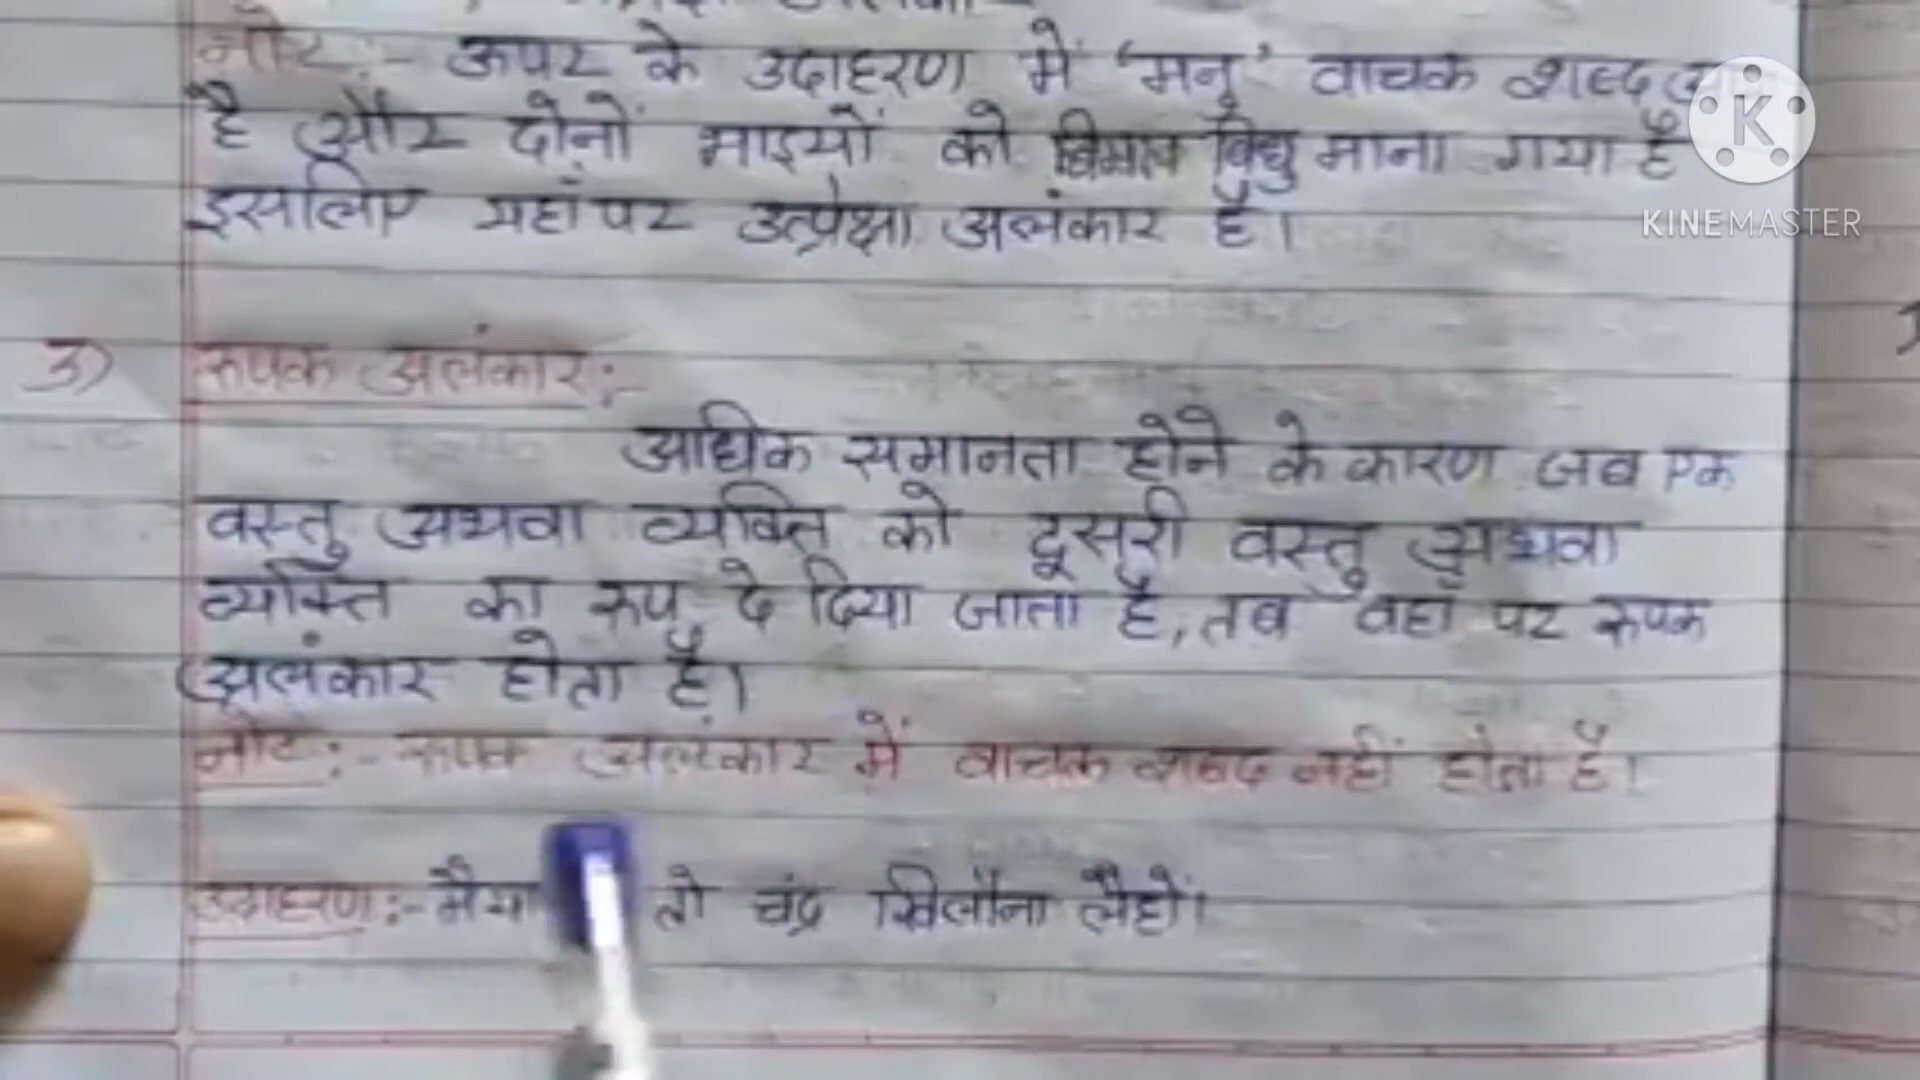 नोट:- ऊपर के उदाहरण में 'मनु' वाचक शब्द
है और दोनों भाइयों को बिमल विधु माना गया है
इसलिए यहाँ पर उत्प्रेक्षा अलंकार है।
KINEMASTER
3) रूपक अलंकार:-
अधिक समानता होने के कारण जब एक
वस्तु अथवा व्यक्ति को दूसरी वस्तु अथवा
व्यक्ति का रूप दे दिया जाता है, तब वहाँ पर रूपक
अलंकार होता है।
नोट:- रूपक अलंकार में वाचक शब्द नहीं होता है।
उदाहरण:- मैया तो चंद्र खिलौना लैहों।